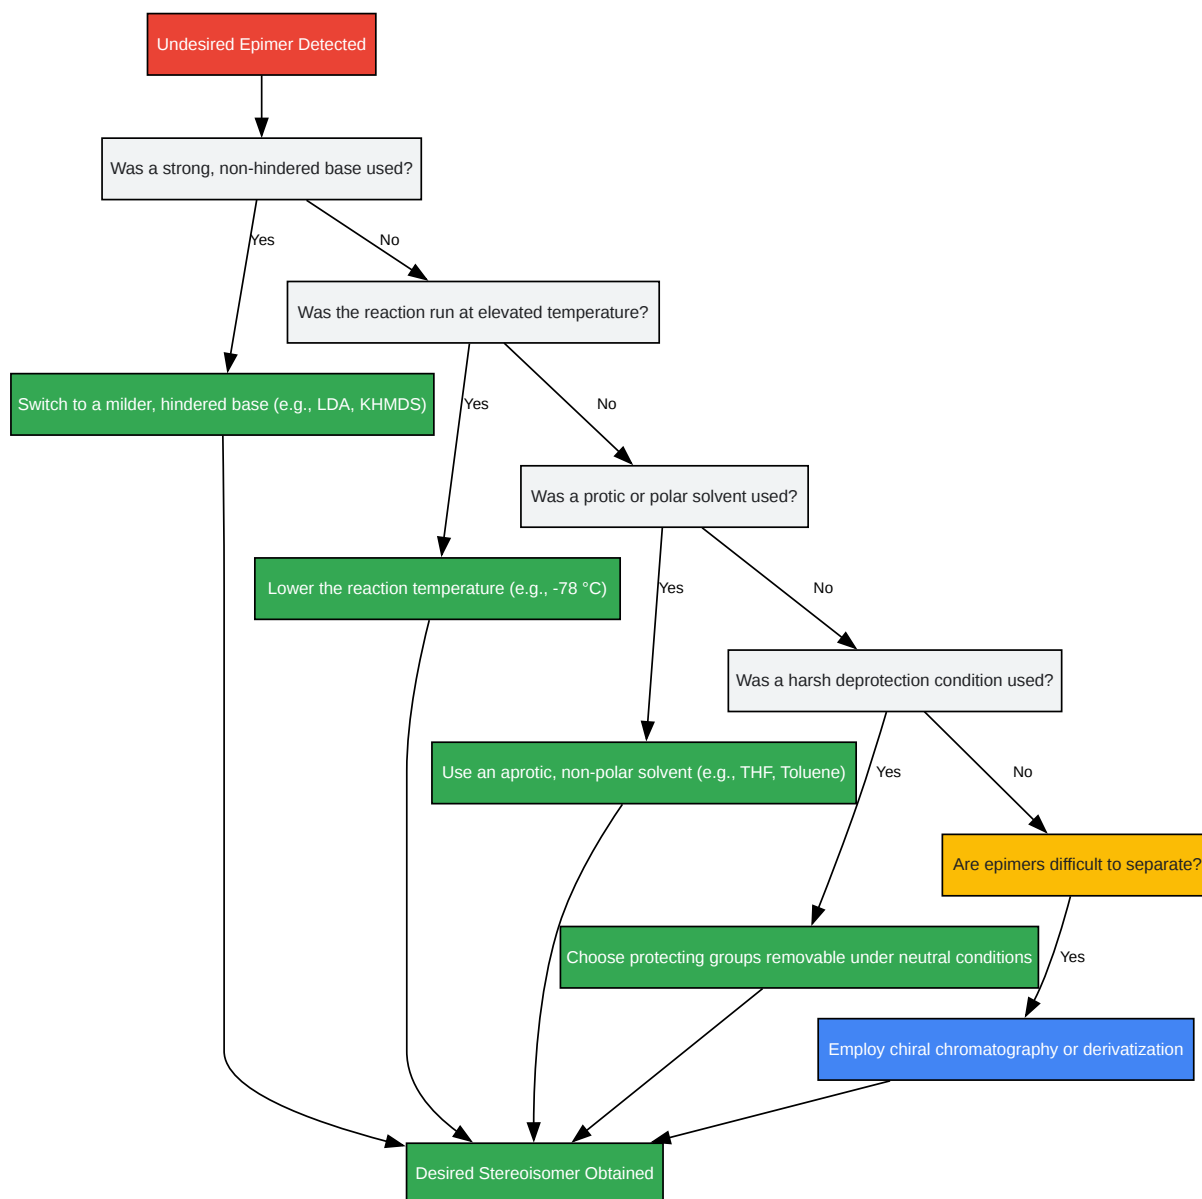 Undesired Epimer Detected
Was a strong, non-hindered base used?
Yes
No
Was the reaction run at elevated temperature?
Switch to a milder, hindered base (e.g., LDA, KHMDS)
Yes
No
Was a protic or polar solvent used?
Lower the reaction temperature (e.g., -78 °C)
Yes
No
Was a harsh deprotection condition used?
Use an aprotic, non-polar solvent (e.g., THF, Toluene)
Yes
No
Are epimers difficult to separate?
Choose protecting groups removable under neutral conditions
Yes
Employ chiral chromatography or derivatization
Desired Stereoisomer Obtained